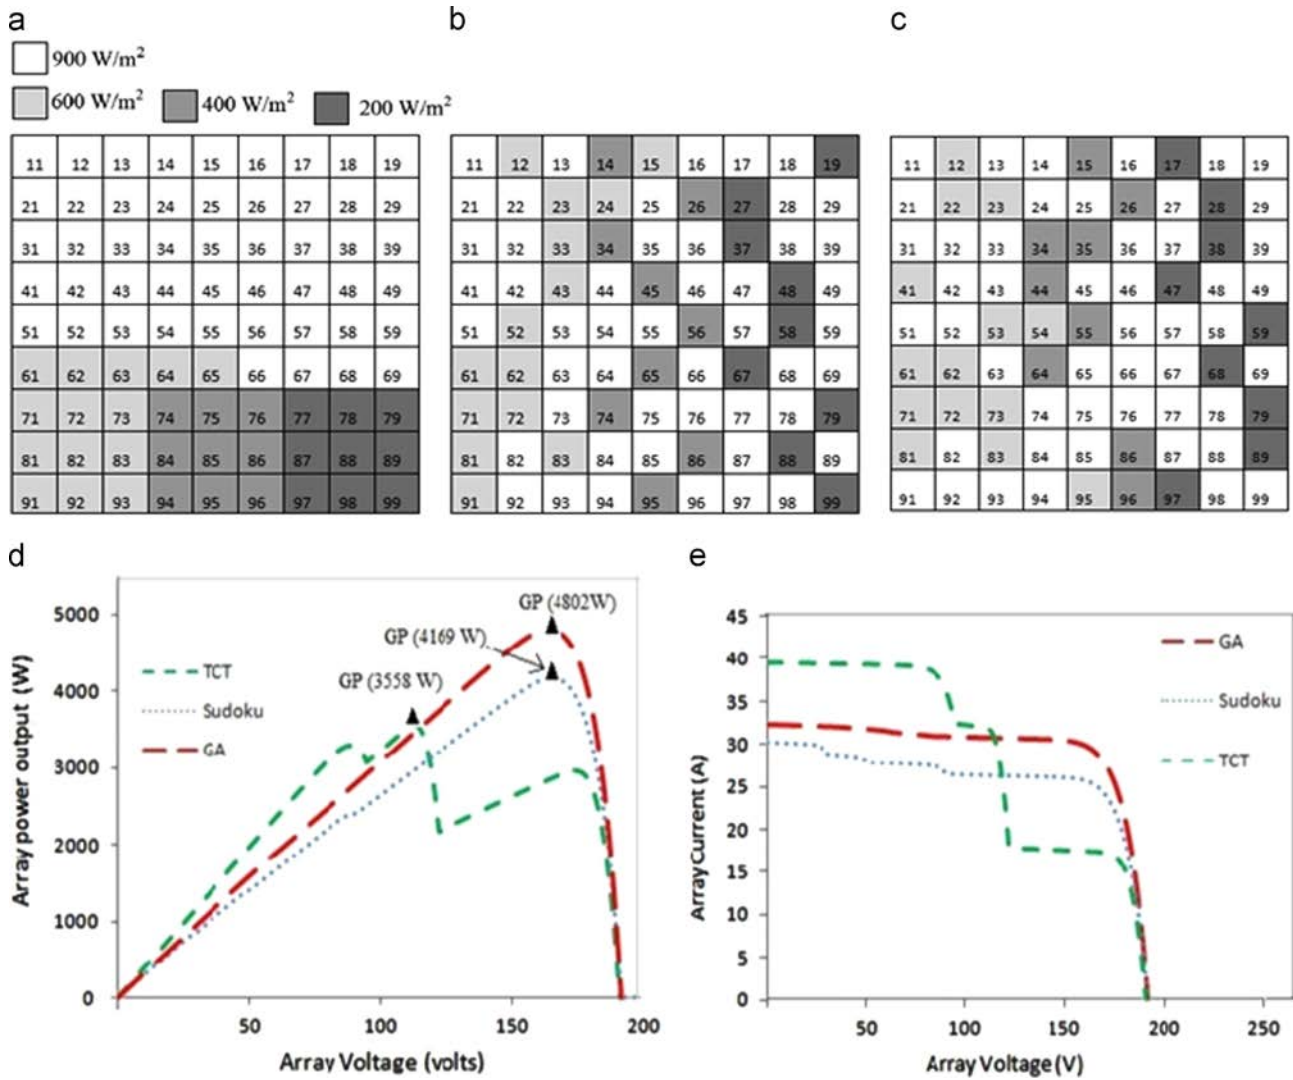 a
900 W/m²
600 W/m² 400 W/m² 200 W/m²
11 12 13 14 15 16 17 18 19
21 22 23 24 25 26 27 28 29
31 32 33 34 35 36 37 38 39
41 42 43 44 45 46 47 48 49
51 52 53 54 55 56 57 58 59
61 62 63 64 65 66 67 68 69
71 72 73 74 75 76 77 78 79
81 82 83 84 85 86 87 88 89
91 92 93 94 95 96 97 98 99
b
11 12 13 14 15 16 17 18 19
21 22 23 24 25 26 27 28 29
31 32 33 34 35 36 37 38 39
41 42 43 44 45 46 47 48 49
51 52 53 54 55 56 57 58 59
61 62 63 64 65 66 67 68 69
71 72 73 74 75 76 77 78 79
81 82 83 84 85 86 87 88 89
91 92 93 94 95 96 97 98 99
c
11 12 13 14 15 16 17 18 19
21 22 23 24 25 26 27 28 29
31 32 33 34 35 36 37 38 39
41 42 43 44 45 46 47 48 49
51 52 53 54 55 56 57 58 59
61 62 63 64 65 66 67 68 69
71 72 73 74 75 76 77 78 79
81 82 83 84 85 86 87 88 89
91 92 93 94 95 96 97 98 99
d
Array power output (W)
5000
4000
3000
2000
1000
0
TCT
Sudoku
GA
GP (4802W)
GP (4169 W)
GP (3558 W)
50 100 150 200
Array Voltage (volts)
e
Array Current (A)
45
40
35
30
25
20
15
10
5
0
GA
Sudoku
TCT
50 100 150 200 250
Array Voltage (V)